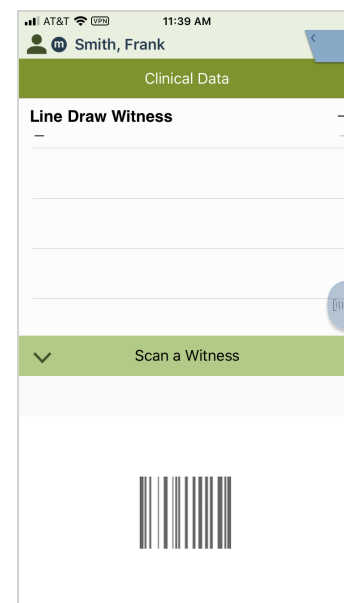 AT&T VPN 11:39 AM
m Smith, Frank
Clinical Data
Line Draw Witness
—
Scan a Witness